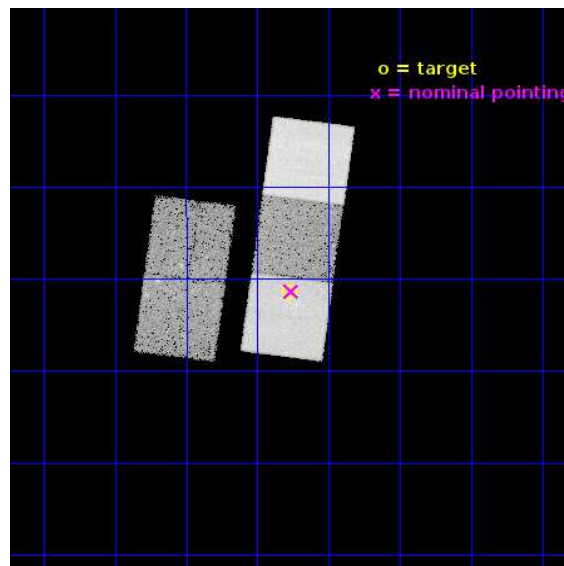 o = target
x = nominal pointing